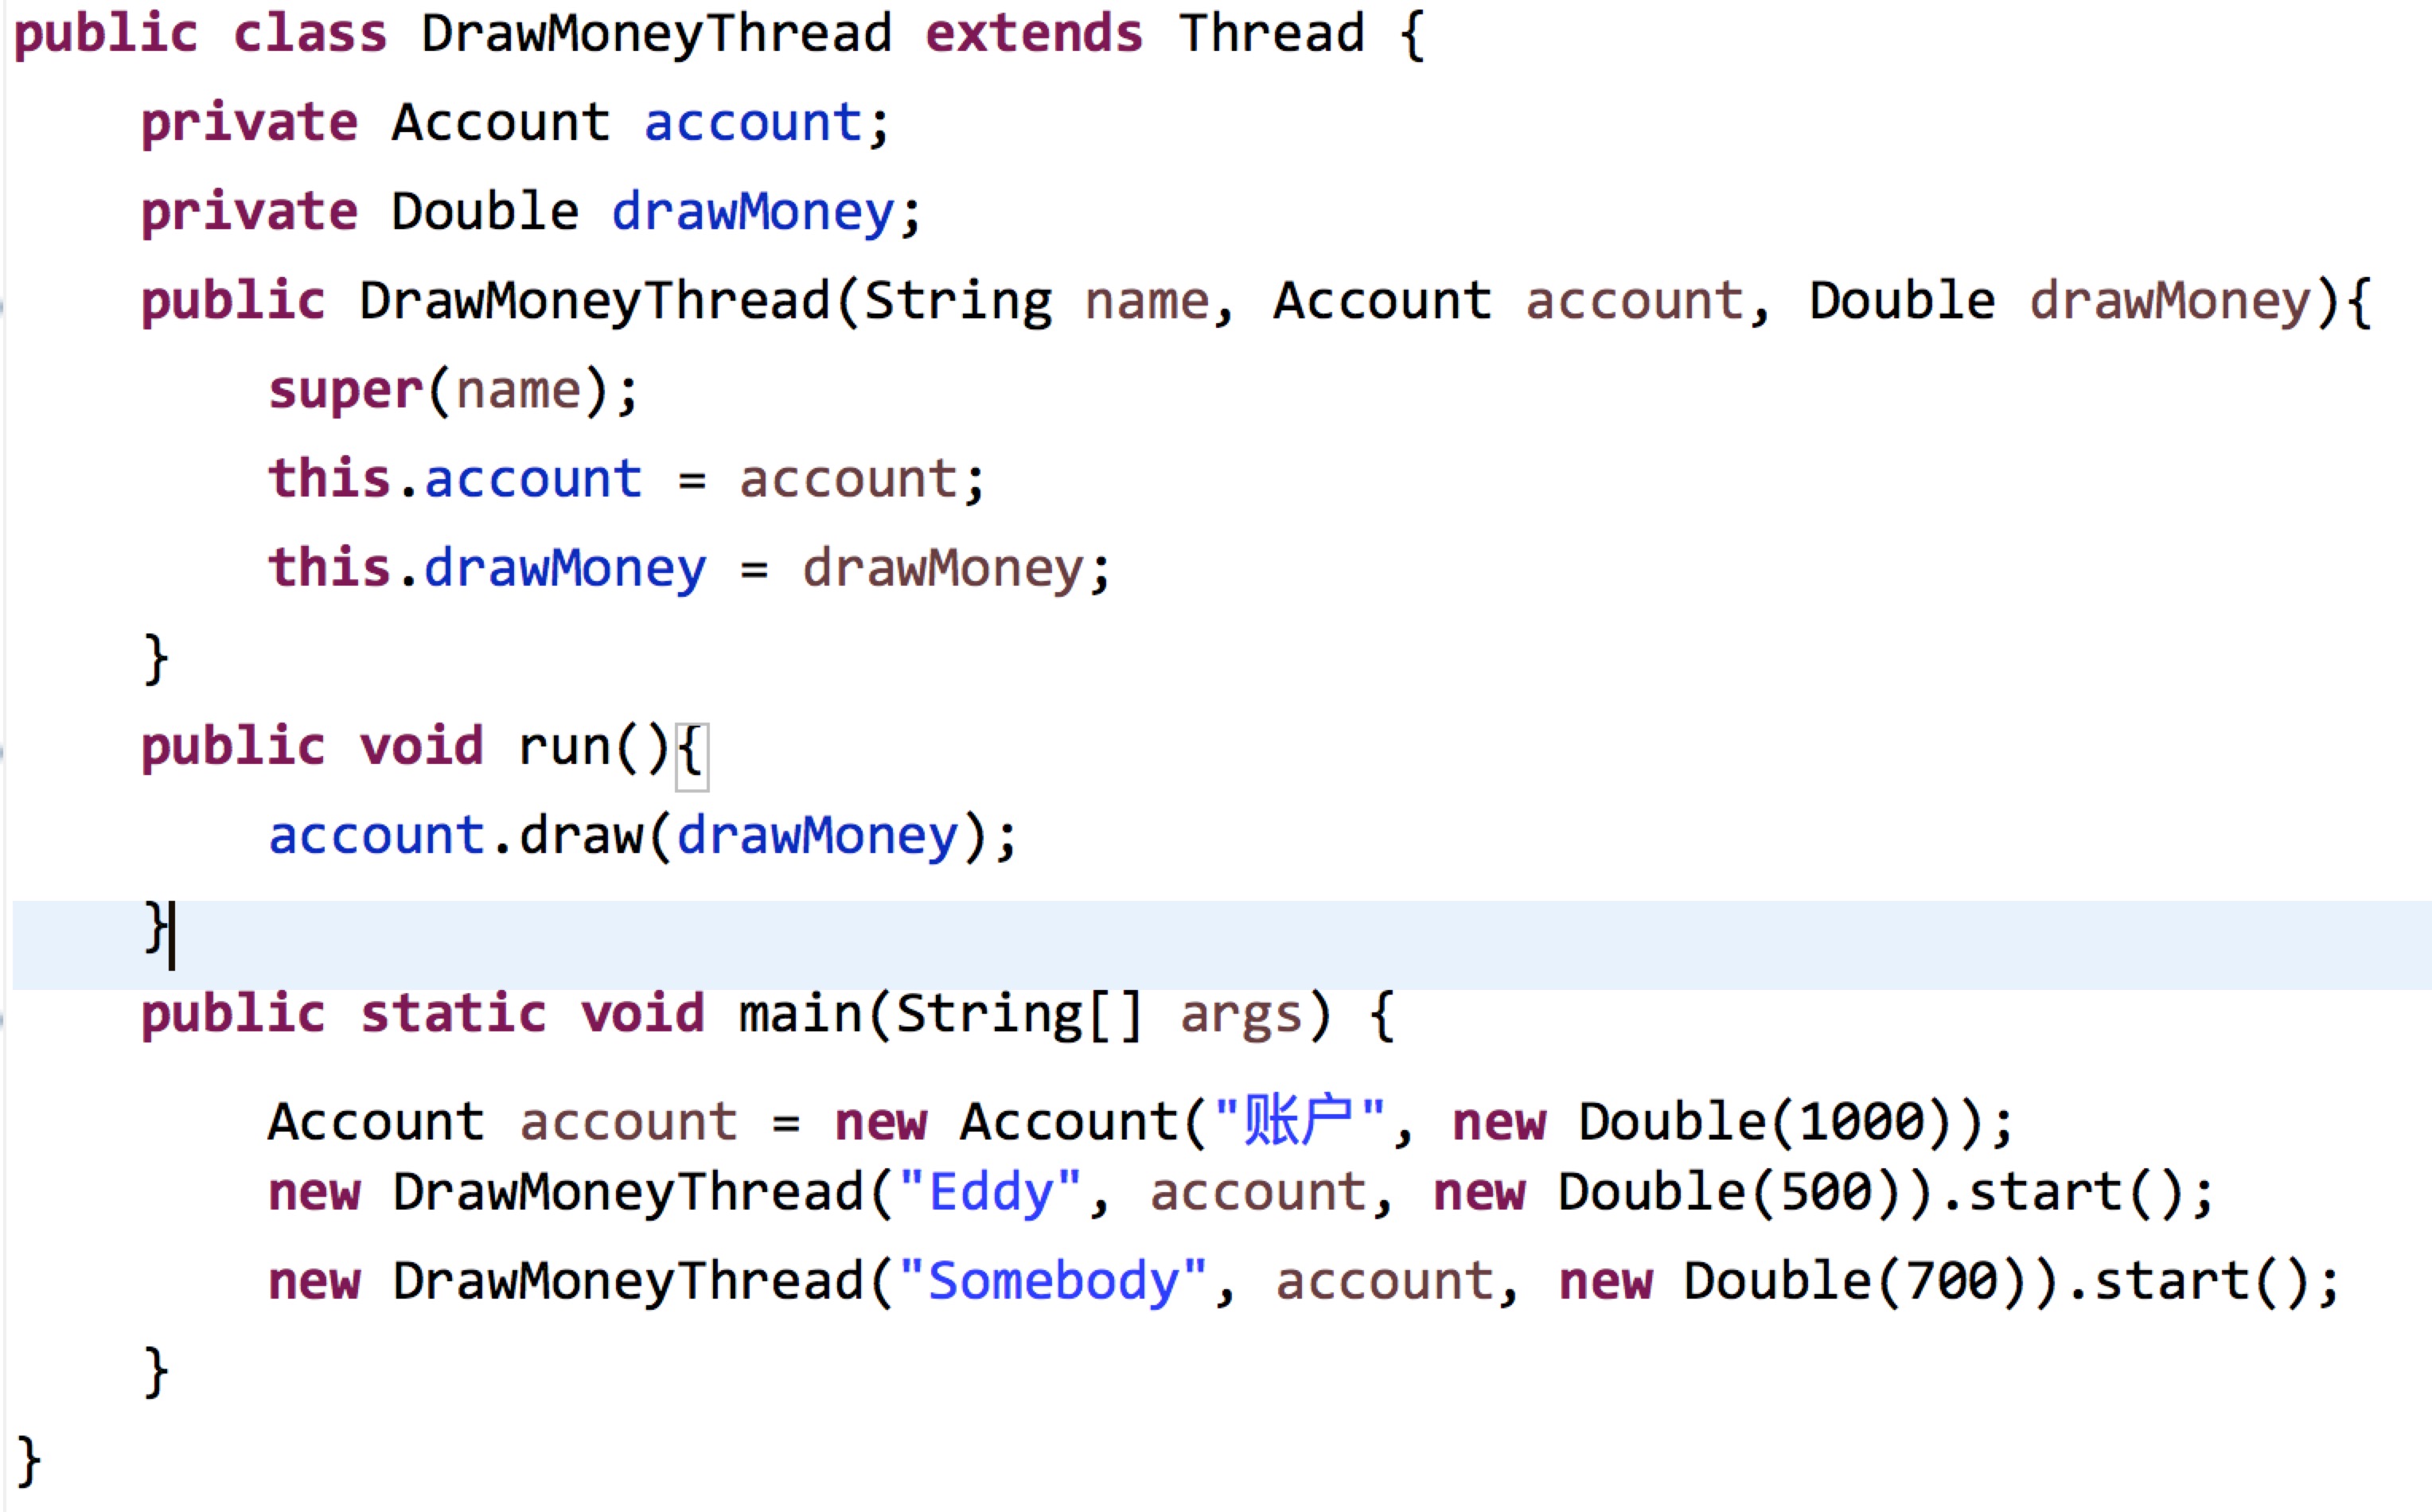 public class DrawMoneyThread extends Thread {
    private Account account;
    private Double drawMoney;
    public DrawMoneyThread(String name, Account account, Double drawMoney){
        super(name);
        this.account = account;
        this.drawMoney = drawMoney;
    }
    public void run(){
        account.draw(drawMoney);
    }
    public static void main(String[] args) {
        Account account = new Account("账户", new Double(1000));
        new DrawMoneyThread("Eddy", account, new Double(500)).start();
        new DrawMoneyThread("Somebody", account, new Double(700)).start();
    }
}